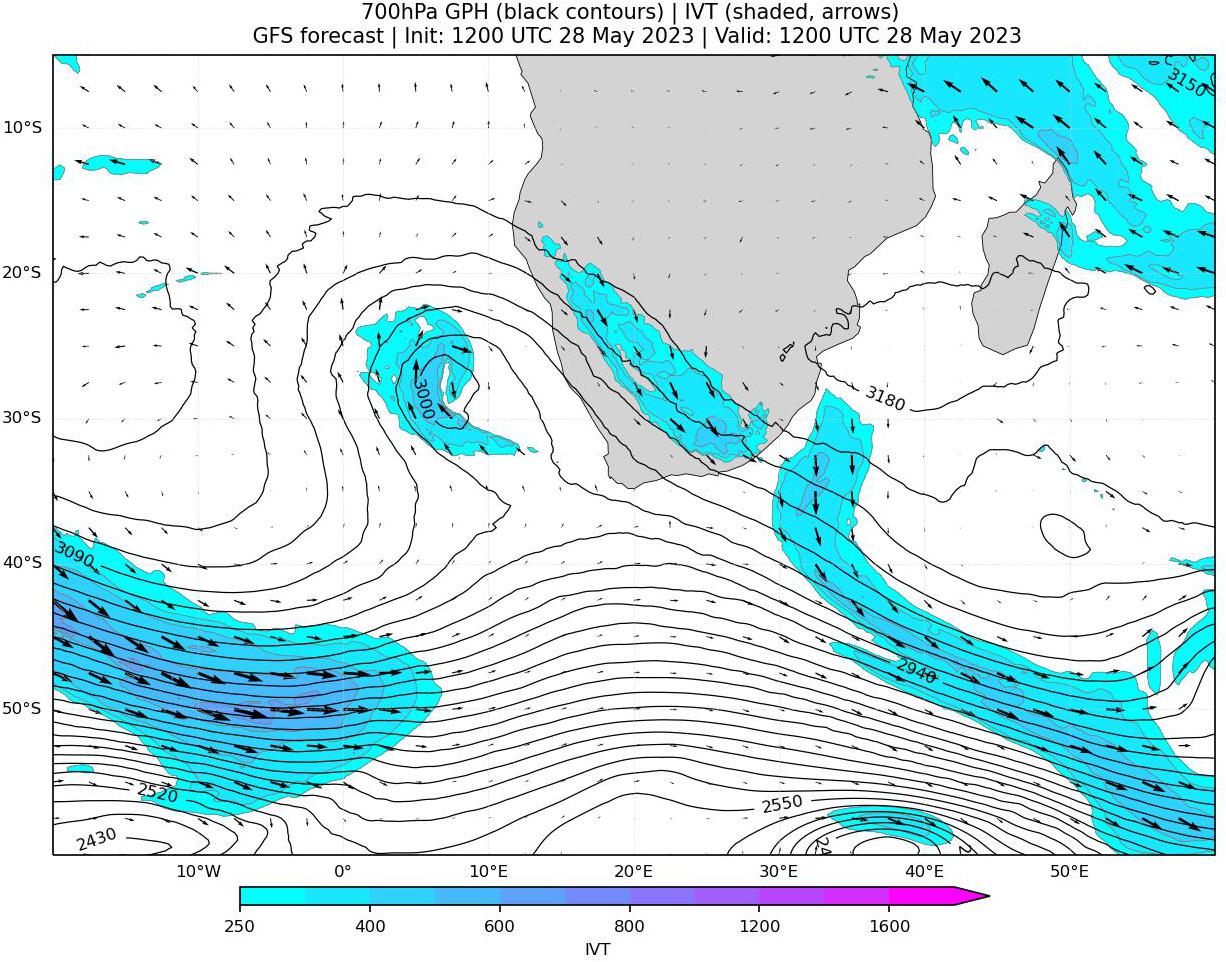 700hPa GPH (black contours) | IVT (shaded, arrows)
GFS forecast | Init: 1200 UTC 28 May 2023 | Valid: 1200 UTC 28 May 2023
3150
10°S
20°S
3000
3180
30°S
3090
40°S
2940
50°S
2520
2550
2430
10°W 0° 10°E 20°E 30°E 40°E 50°E
250 400 600 800 1200 1600
IVT